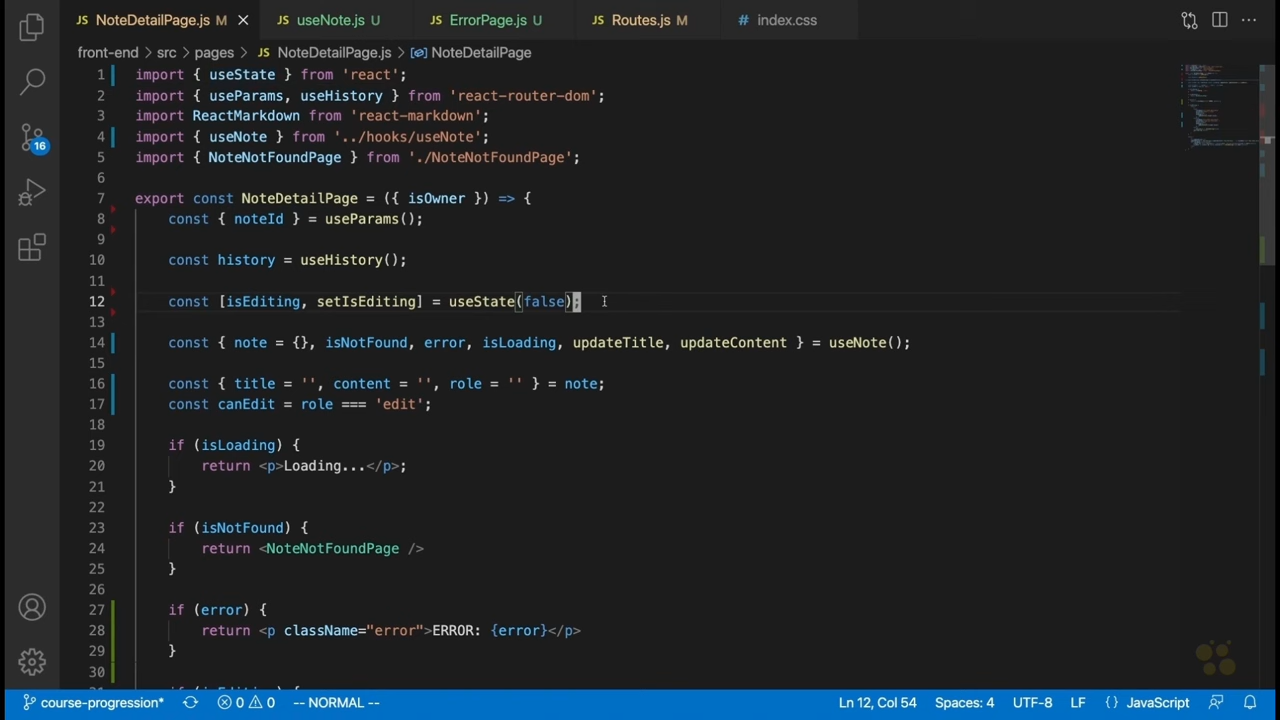 JS NoteDetailPage.js M
JS useNote.js U
JS ErrorPage.js U
JS Routes.js M
# index.css
front-end > src > pages > JS NoteDetailPage.js > NoteDetailPage
16
1 import { useState } from 'react';
2 import { useParams, useHistory } from 'react-router-dom';
3 import ReactMarkdown from 'react-markdown';
4 import { useNote } from '../hooks/useNote';
5 import { NoteNotFoundPage } from './NoteNotFoundPage';
6
7 export const NoteDetailPage = ({ isOwner }) => {
8 const { noteId } = useParams();
9
10 const history = useHistory();
11
12 const [isEditing, setIsEditing] = useState(false);
13
14 const { note = {}, isNotFound, error, isLoading, updateTitle, updateContent } = useNote();
15
16 const { title = '', content = '', role = '' } = note;
17 const canEdit = role === 'edit';
18
19 if (isLoading) {
20 return <p>Loading...</p>;
21 }
22
23 if (isNotFound) {
24 return <NoteNotFoundPage />
25 }
26
27 if (error) {
28 return <p className="error">ERROR: {error}</p>
29 }
30
course-progression* 0 0 -- NORMAL -- Ln 12, Col 54 Spaces: 4 UTF-8 LF {} JavaScript